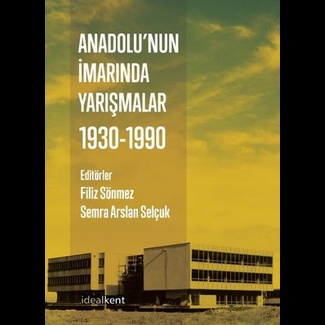 ANADOLU'NUN
İMARINDA
YARIŞMALAR
1930-1990
Editörler
Filiz Sönmez
Semra Arslan Selçuk
idealkent